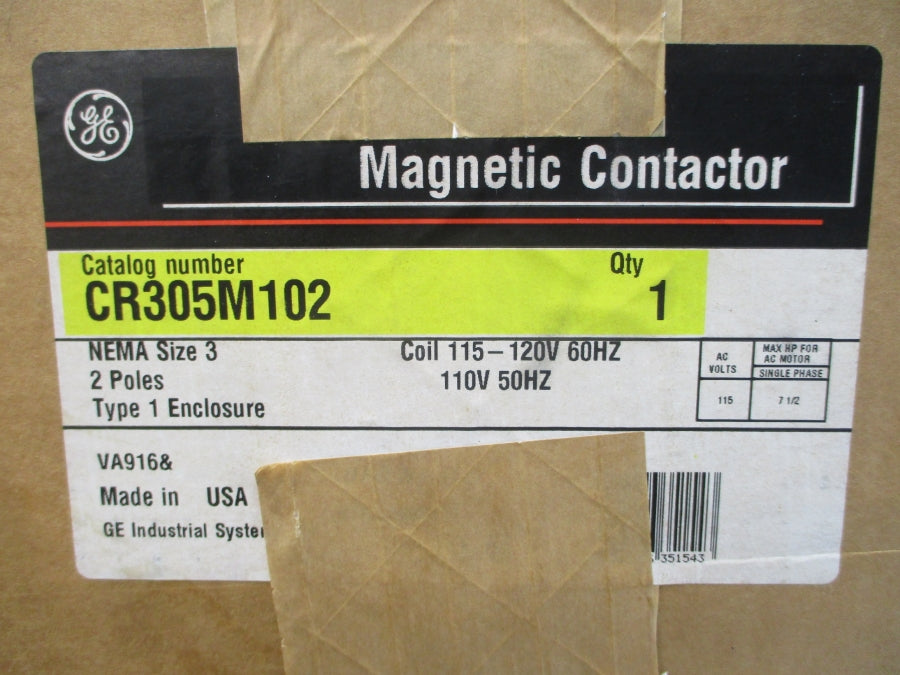 GE
Magnetic Contactor
Catalog number Qty
CR305M102 1
NEMA Size 3 Coil 115-120V 60HZ
2 Poles 110V 50HZ
Type 1 Enclosure
AC VOLTS
MAX HP FOR
AC MOTOR
SINGLE PHASE
115 7 1/2
VA916&
Made in USA
GE Industrial
351543